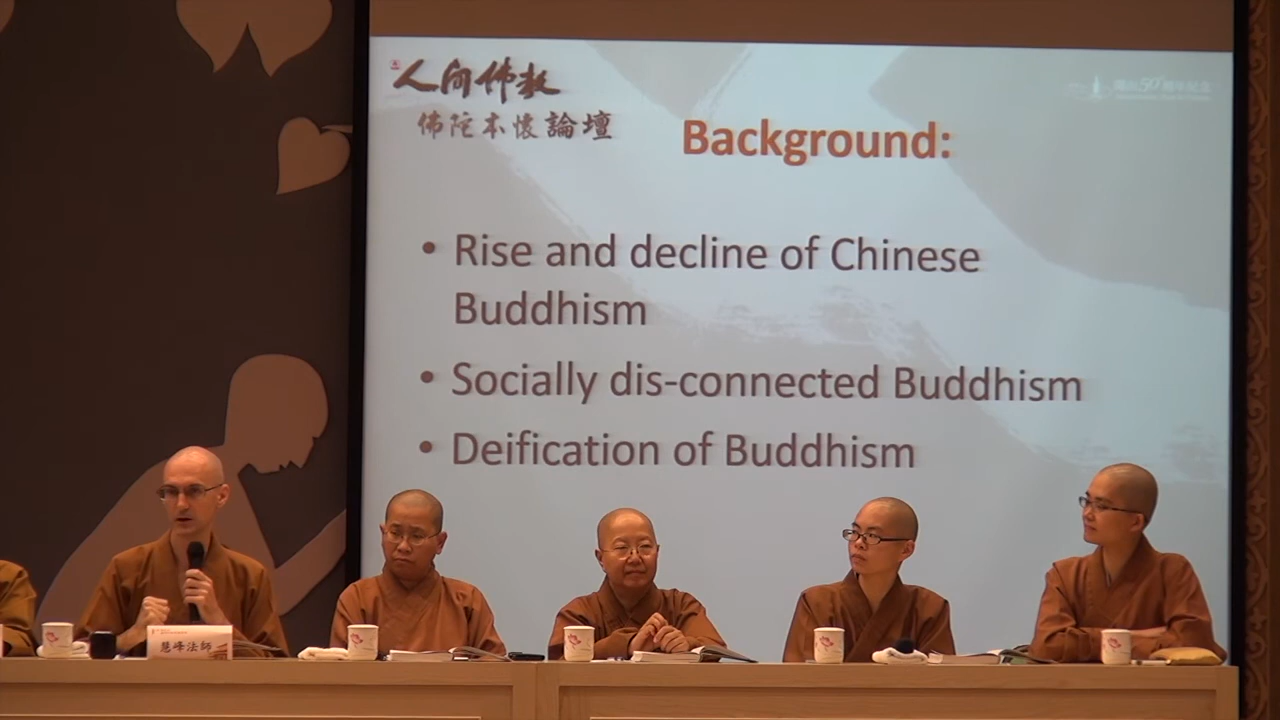 人间佛教
佛陀本懷論壇
Background:
• Rise and decline of Chinese
Buddhism
• Socially dis-connected Buddhism
• Deification of Buddhism
慧峰法師